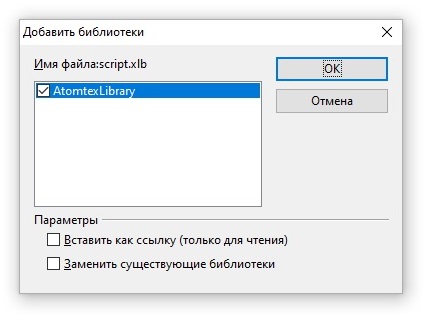 Добавить библиотеки
Имя файла:script.xlb
AtomtexLibrary
OK
Отмена
Параметры
Вставить как ссылку (только для чтения)
Заменить существующие библиотеки